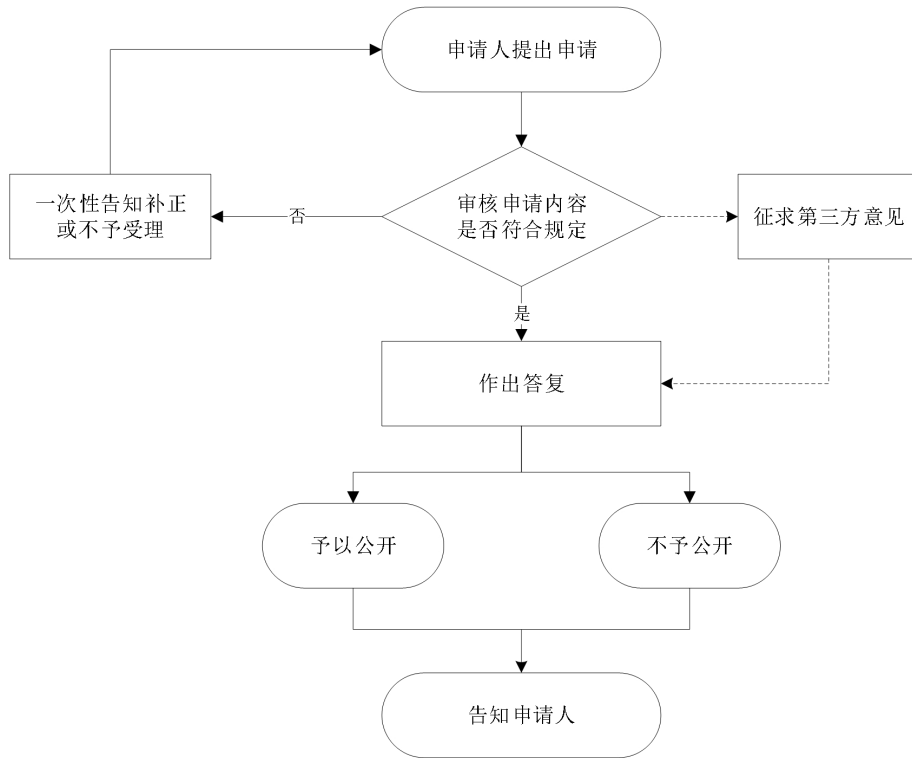 申请人提出申请
一次性告知补正
或不予受理
否
审核申请内容
是否符合规定
征求第三方意见
是
作出答复
予以公开
不予公开
告知申请人